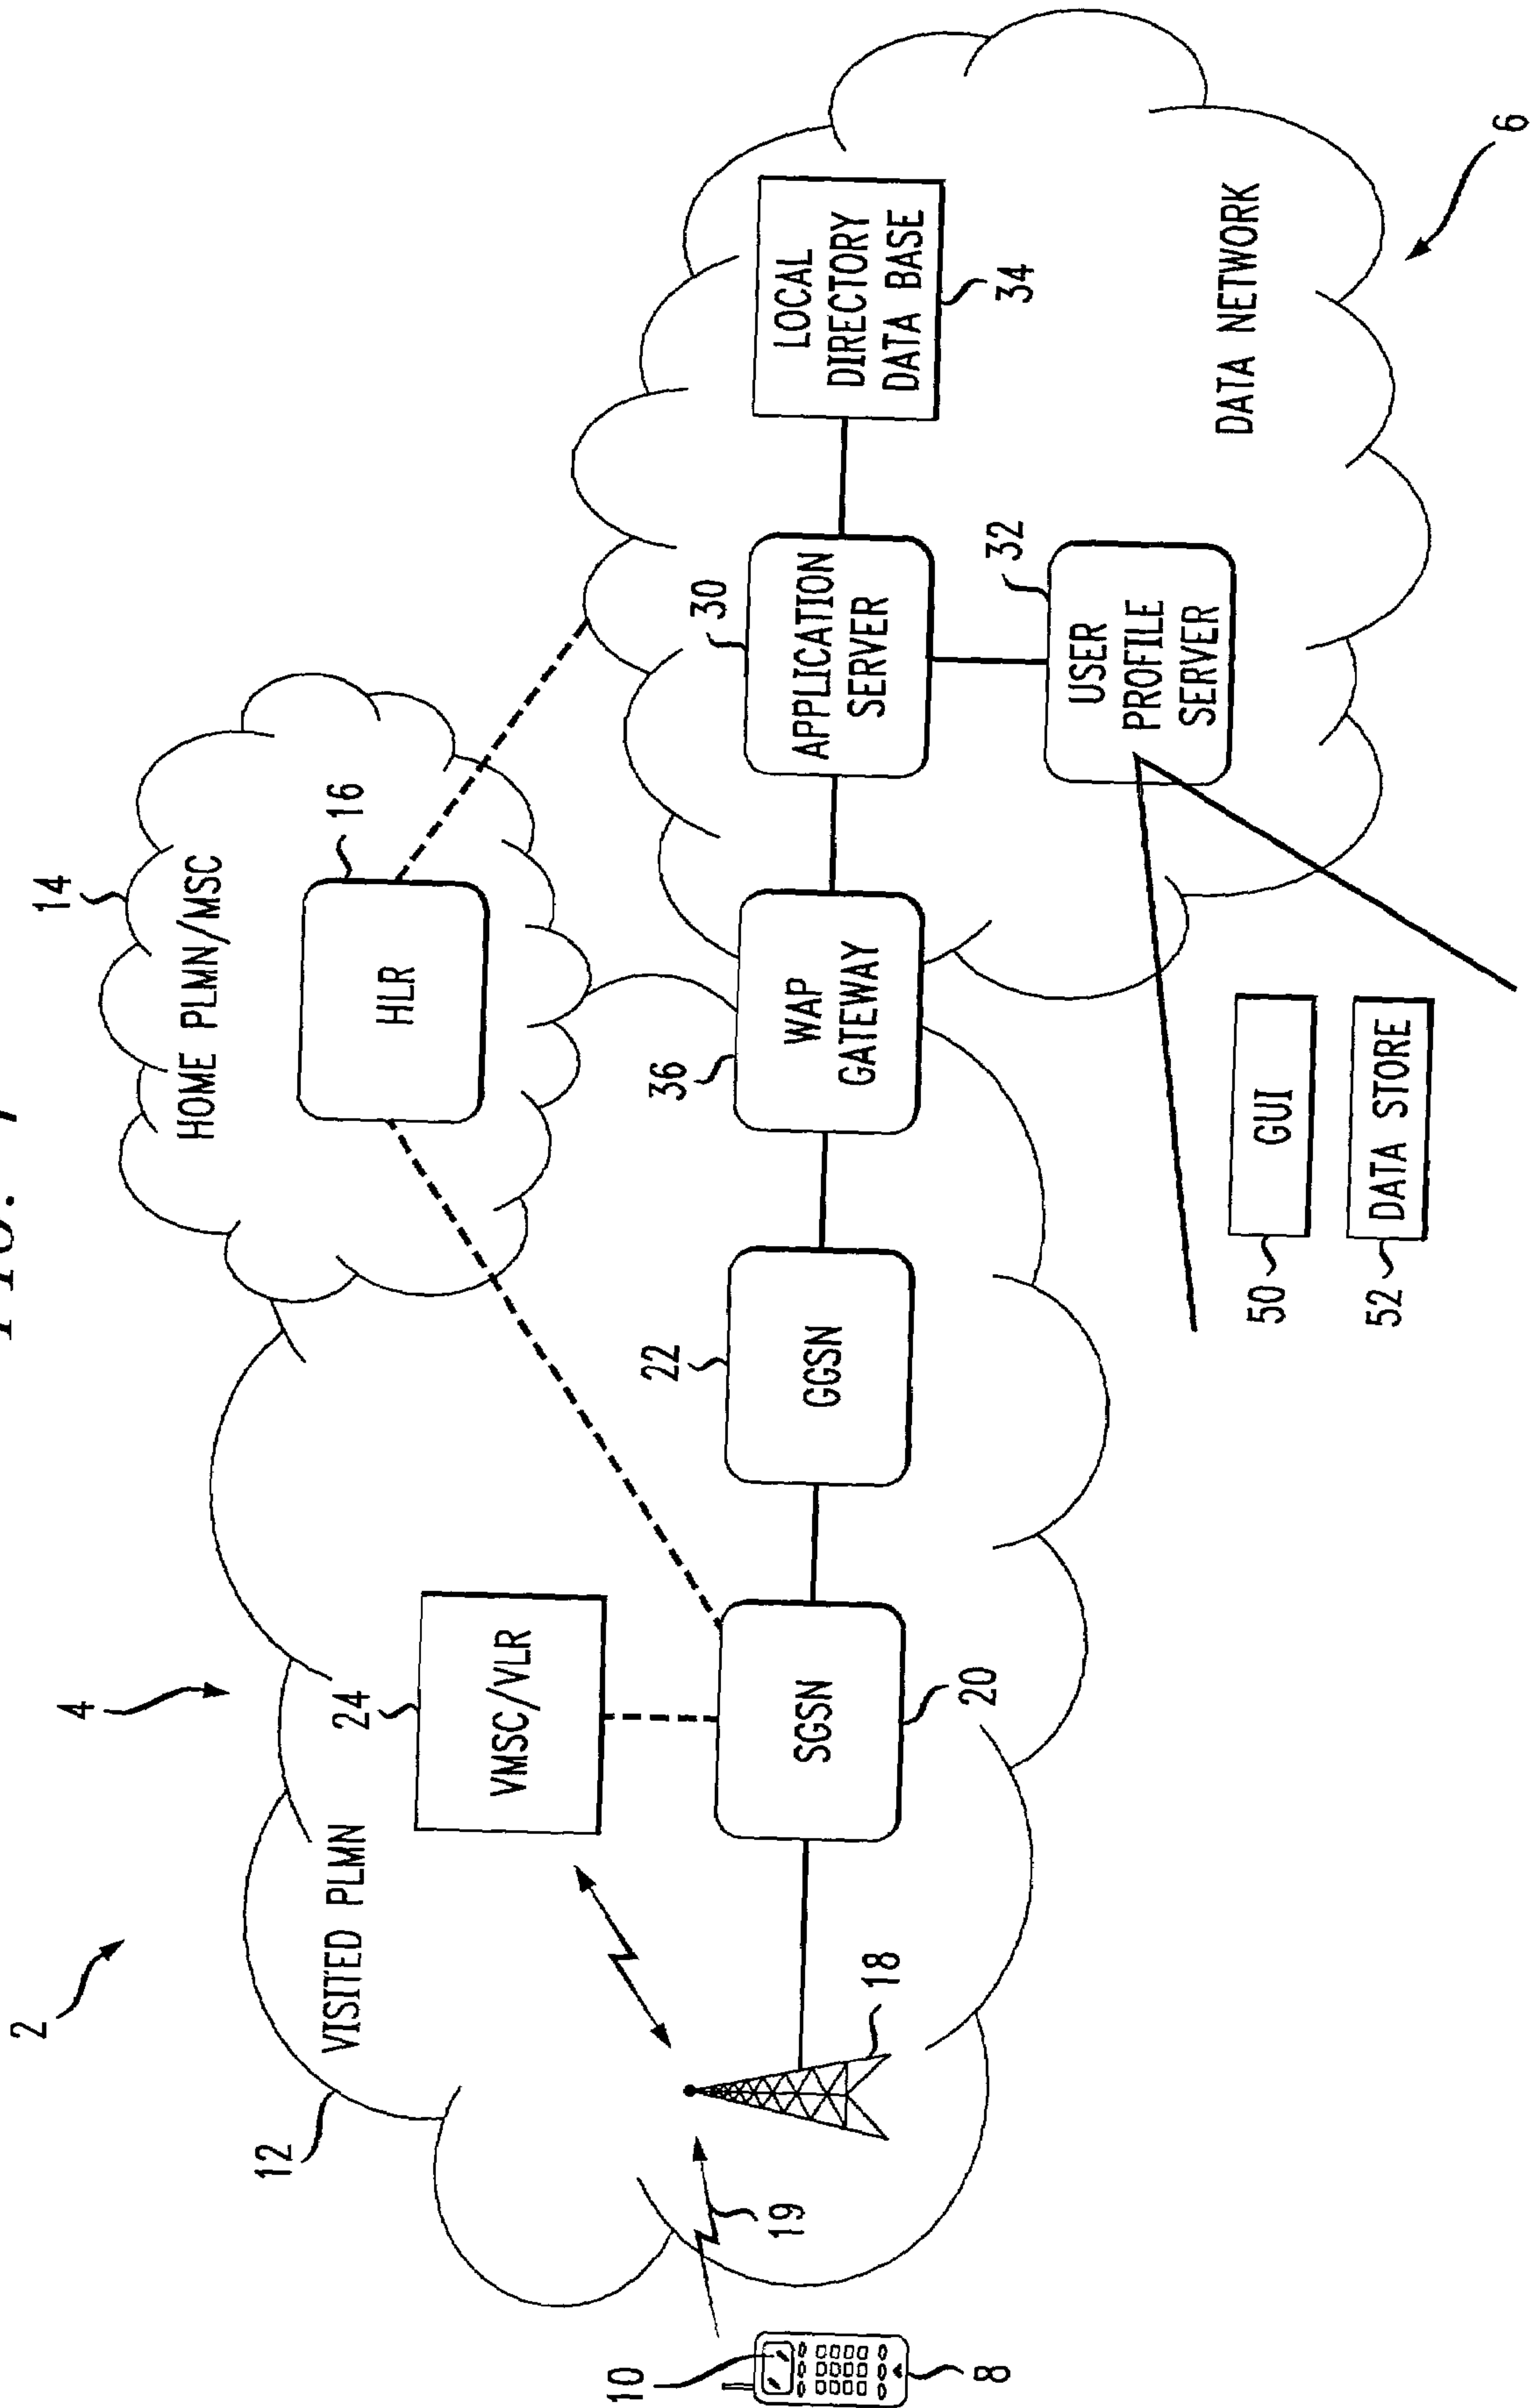 14
HOME PLMN/MSC
16
HLR
2
4
12
VISITED PLMN
24
VMSC/VLR
10
8
19
18
SGSN
20
22
GGSN
36
WAP
GATEWAY
30
APPLICATION
SERVER
LOCAL
DIRECTORY
DATA BASE
34
32
USER
PROFILE
SERVER
DATA NETWORK
6
50
GUI
52
DATA STORE